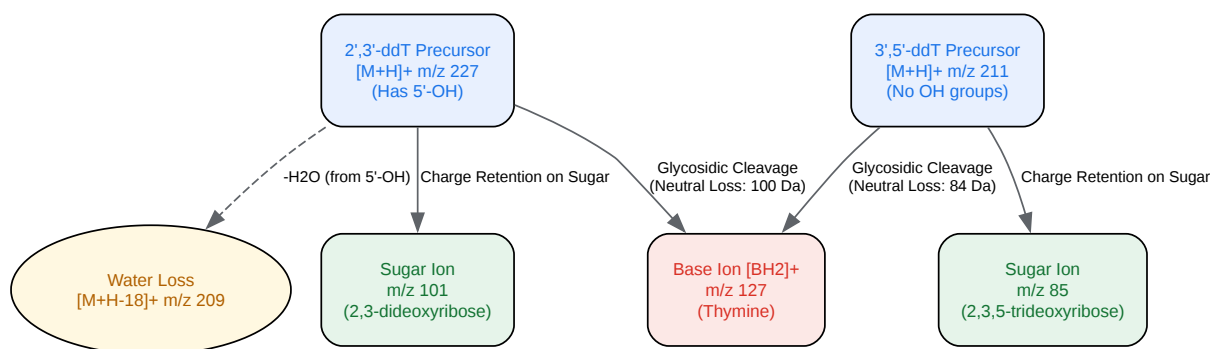 2',3'-ddT Precursor
[M+H]+ m/z 227
(Has 5'-OH)
3',5'-ddT Precursor
[M+H]+ m/z 211
(No OH groups)
-H2O (from 5'-OH)
Charge Retention on Sugar
Glycosidic Cleavage
(Neutral Loss: 100 Da)
Glycosidic Cleavage
(Neutral Loss: 84 Da)
Charge Retention on Sugar
Water Loss
[M+H-18]+ m/z 209
Sugar Ion
m/z 101
(2,3-dideoxyribose)
Base Ion [BH2]+
m/z 127
(Thymine)
Sugar Ion
m/z 85
(2,3,5-trideoxyribose)